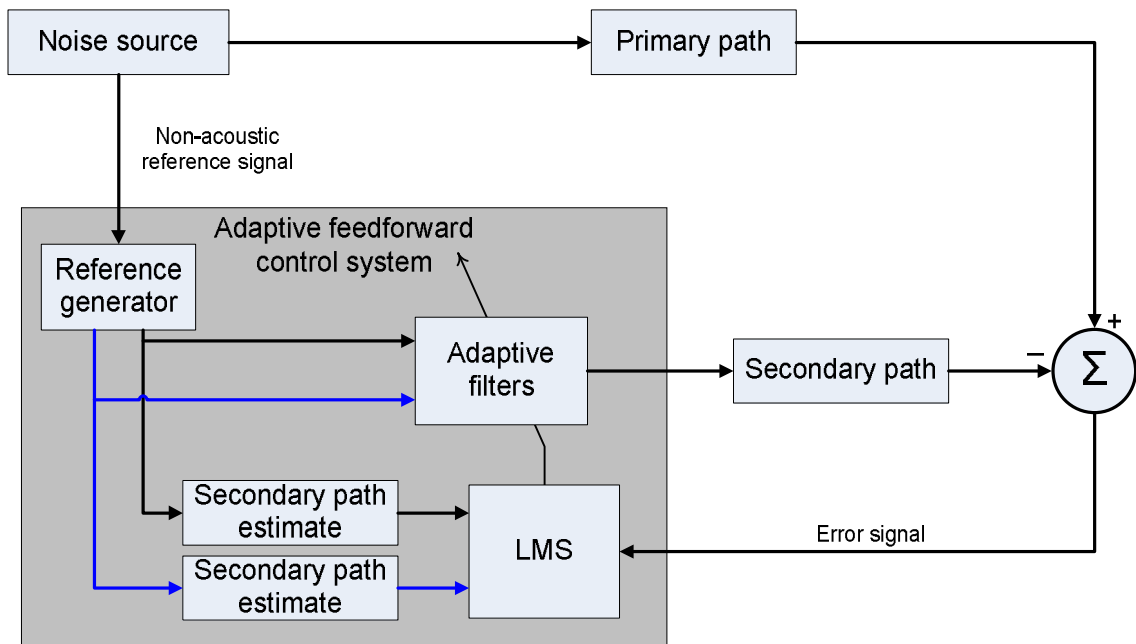 Noise source
Primary path
Non-acoustic
reference signal
Adaptive feedforward
control system
Reference
generator
Adaptive
filters
Secondary path
+
−
Σ
Secondary path
estimate
LMS
Error signal
Secondary path
estimate